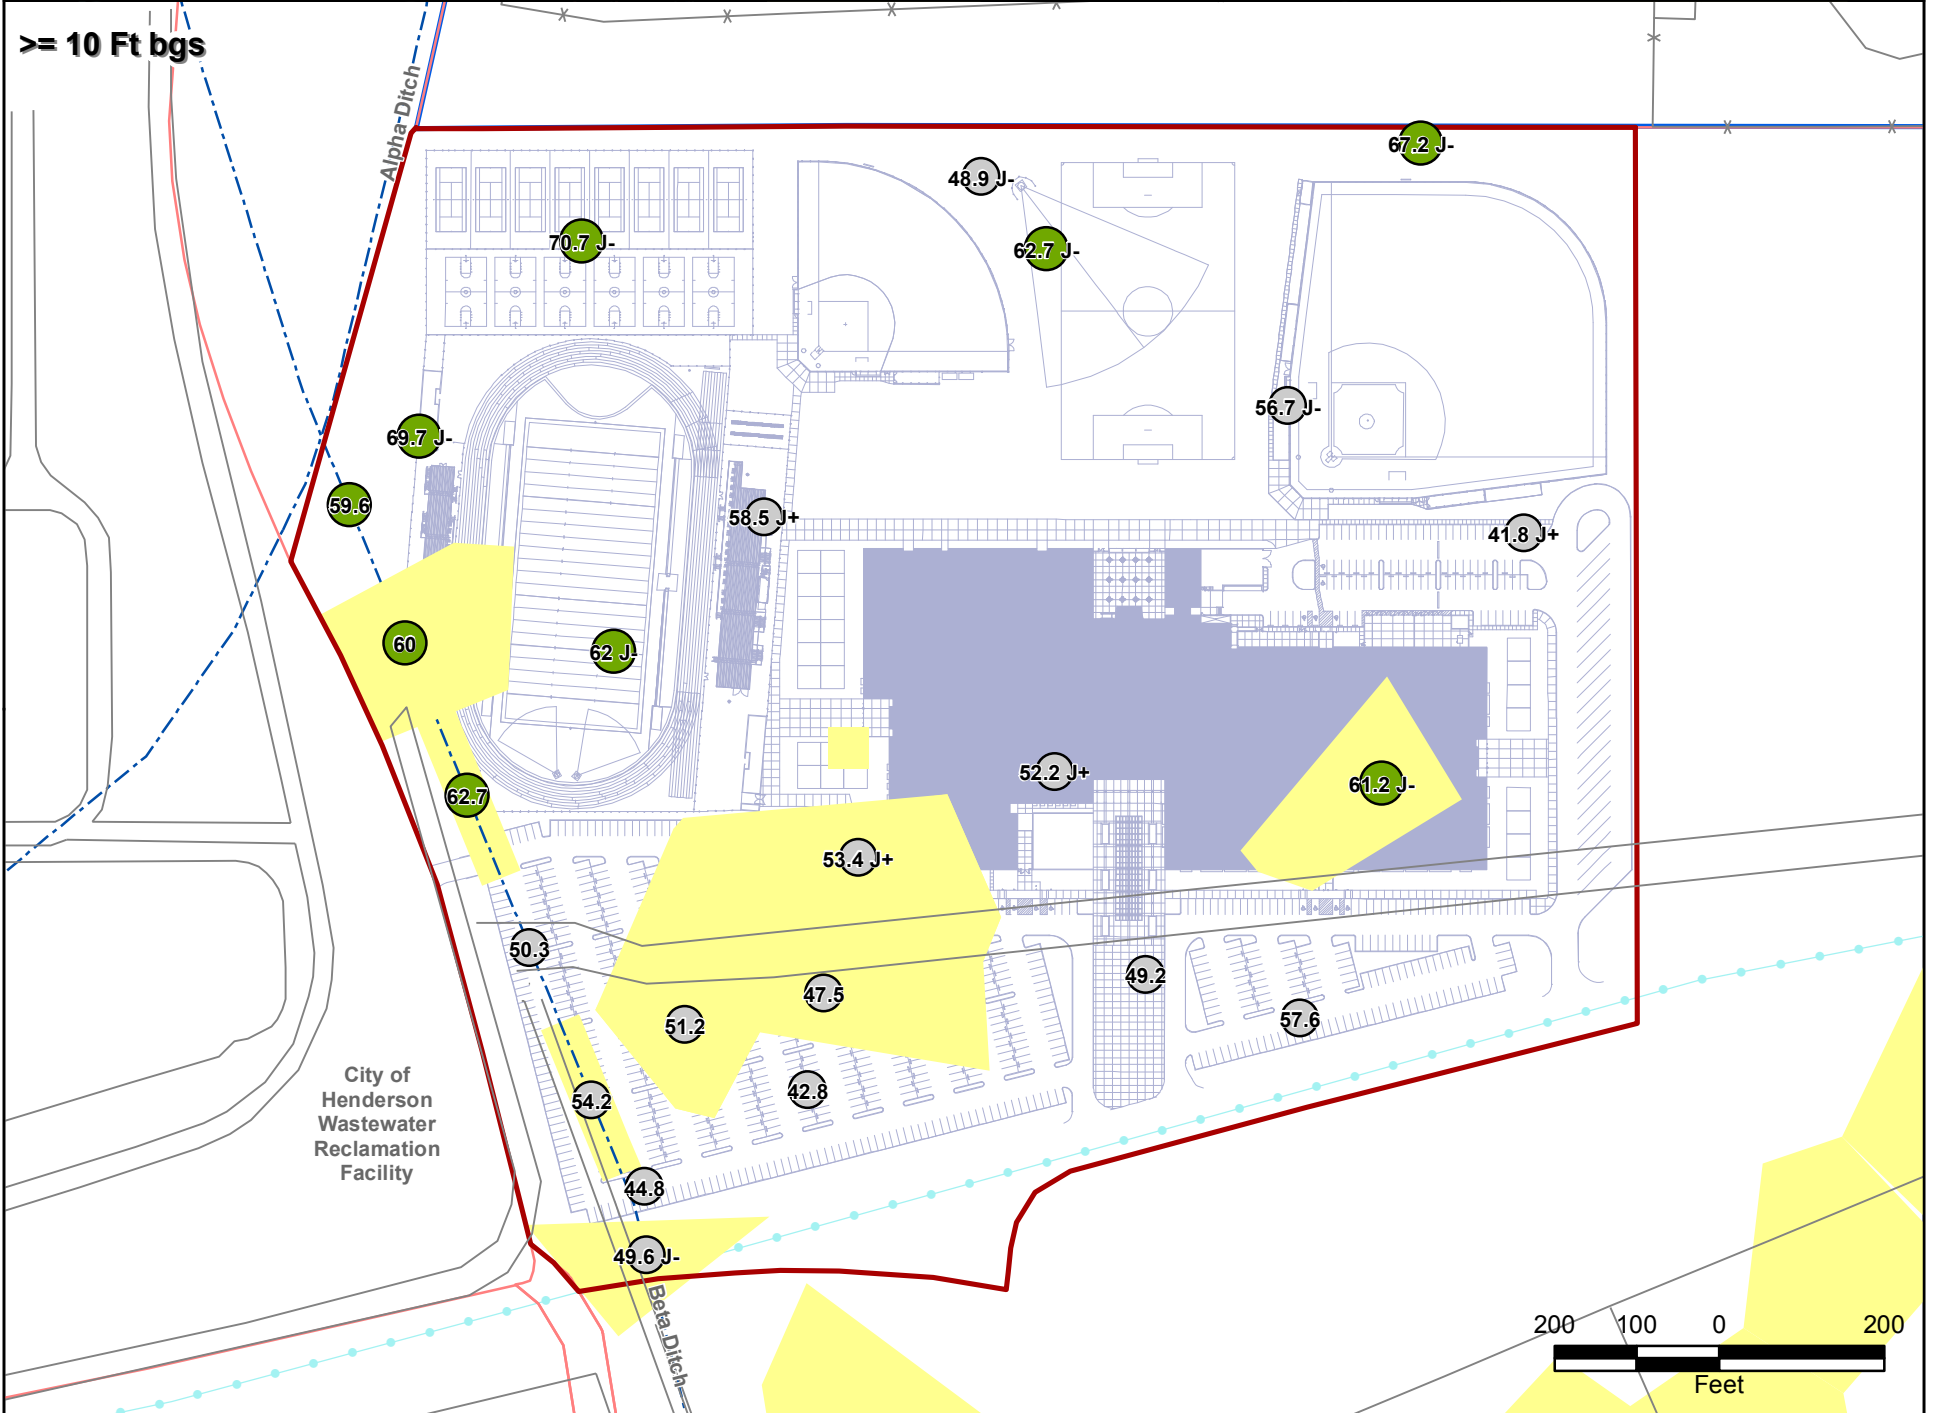 >= 10 Ft bgs
Alpha Ditch
67.2 J-
48.9 J-
70.7 J-
62.7 J-
56.7 J-
69.7 J-
59.6
58.5 J+
41.8 J+
60
62 J-
52.2 J+
61.2 J-
62.7
53.4 J+
50.3
49.2
47.5
51.2
57.6
City of
Henderson
Wastewater
Reclamation
Facility
42.8
54.2
44.8
49.6 J-
Beta Ditch
200 100 0 200
Feet